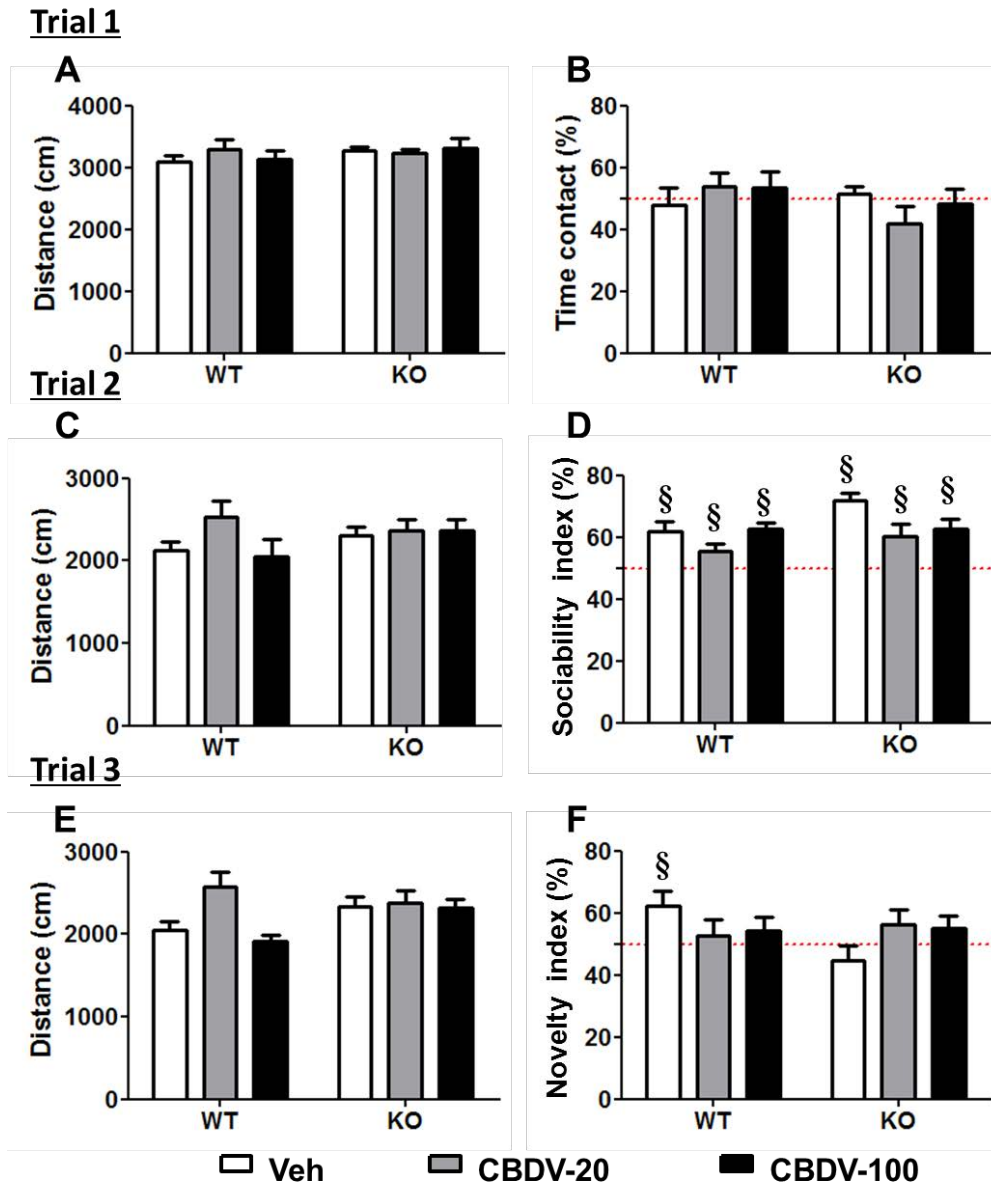 Trial 1
A
B
Distance (cm)
4000
3000
2000
1000
0
WT
KO
Time contact (%)
80
60
40
20
0
WT
KO
Trial 2
C
D
Distance (cm)
3000
2000
1000
0
WT
KO
Sociability index (%)
80
60
40
20
0
§ § § § § §
WT
KO
Trial 3
E
F
Distance (cm)
3000
2000
1000
0
WT
KO
Novelty index (%)
80
60
40
20
0
§
WT
KO
Veh CBDV-20 CBDV-100